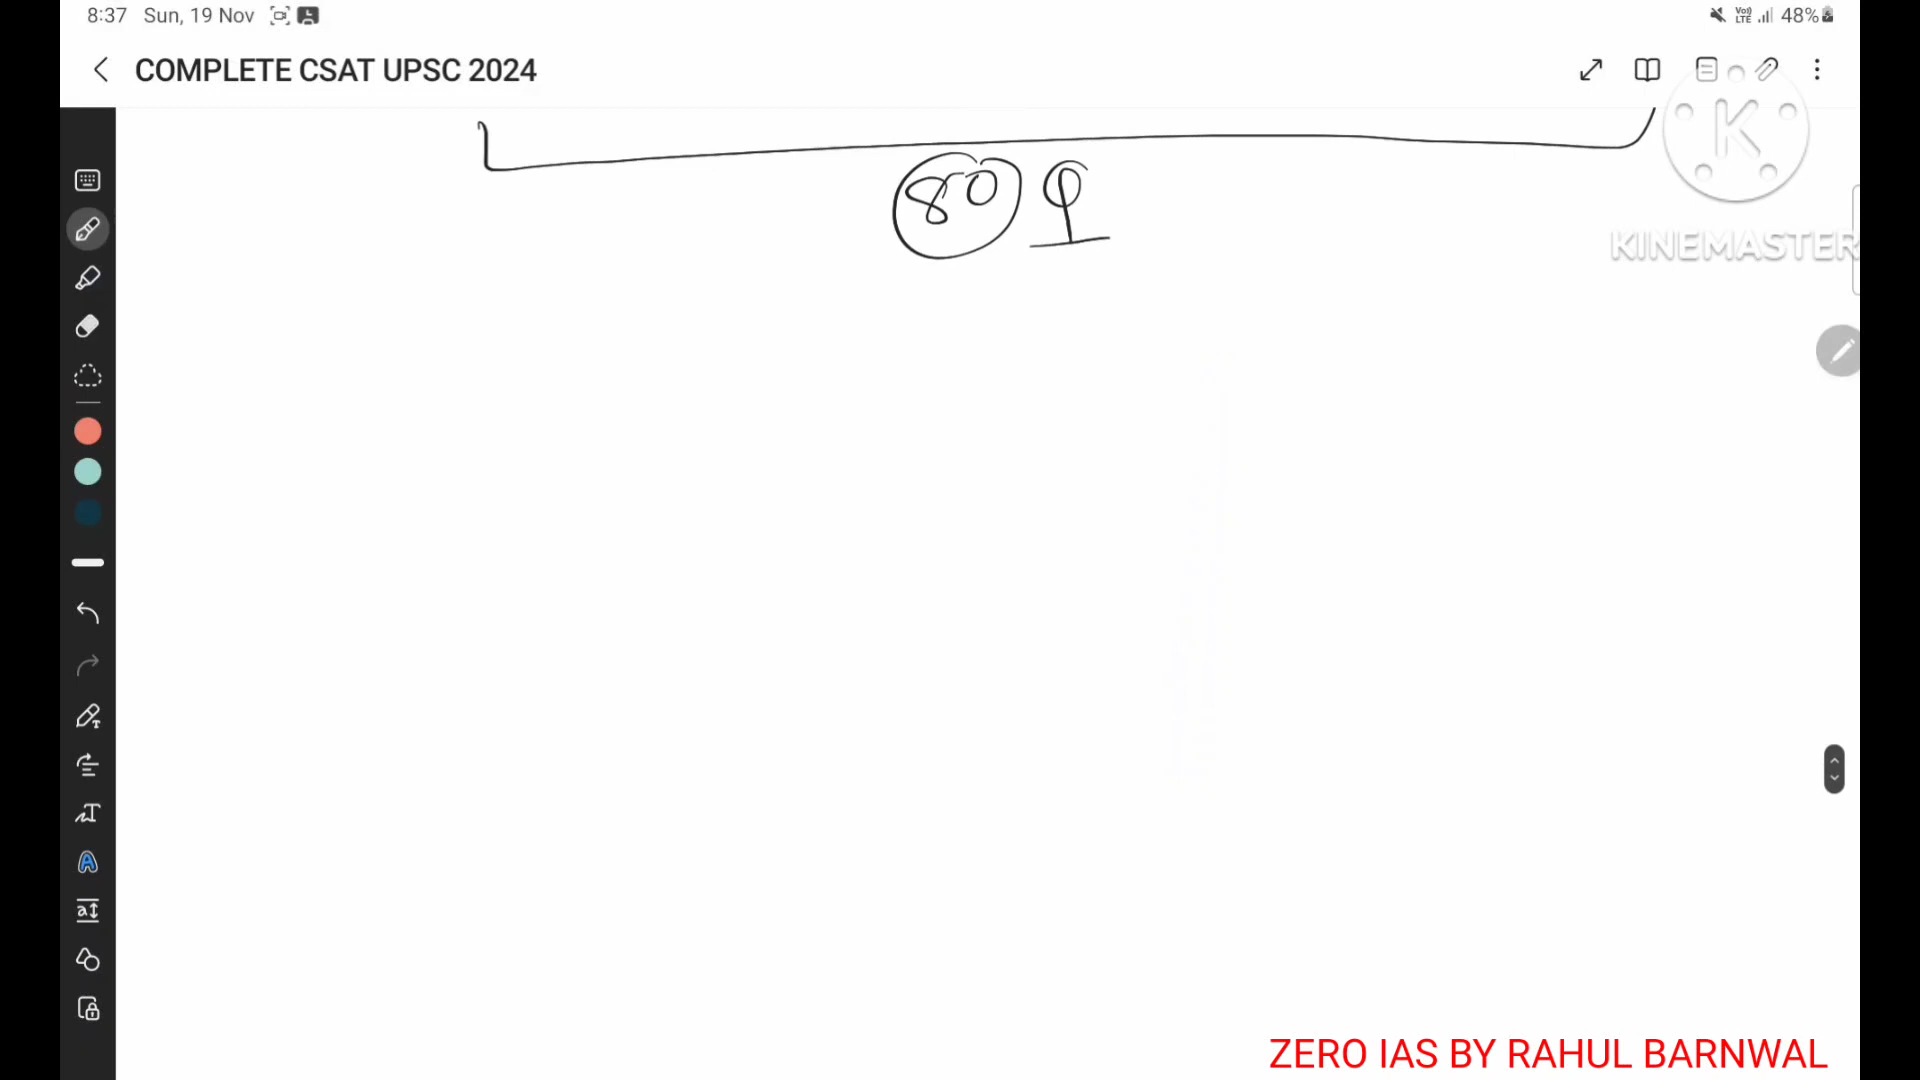 8:37 Sun, 19 Nov 48%
COMPLETE CSAT UPSC 2024
K
KINEMASTER
80 Q
ZERO IAS BY RAHUL BARNWAL